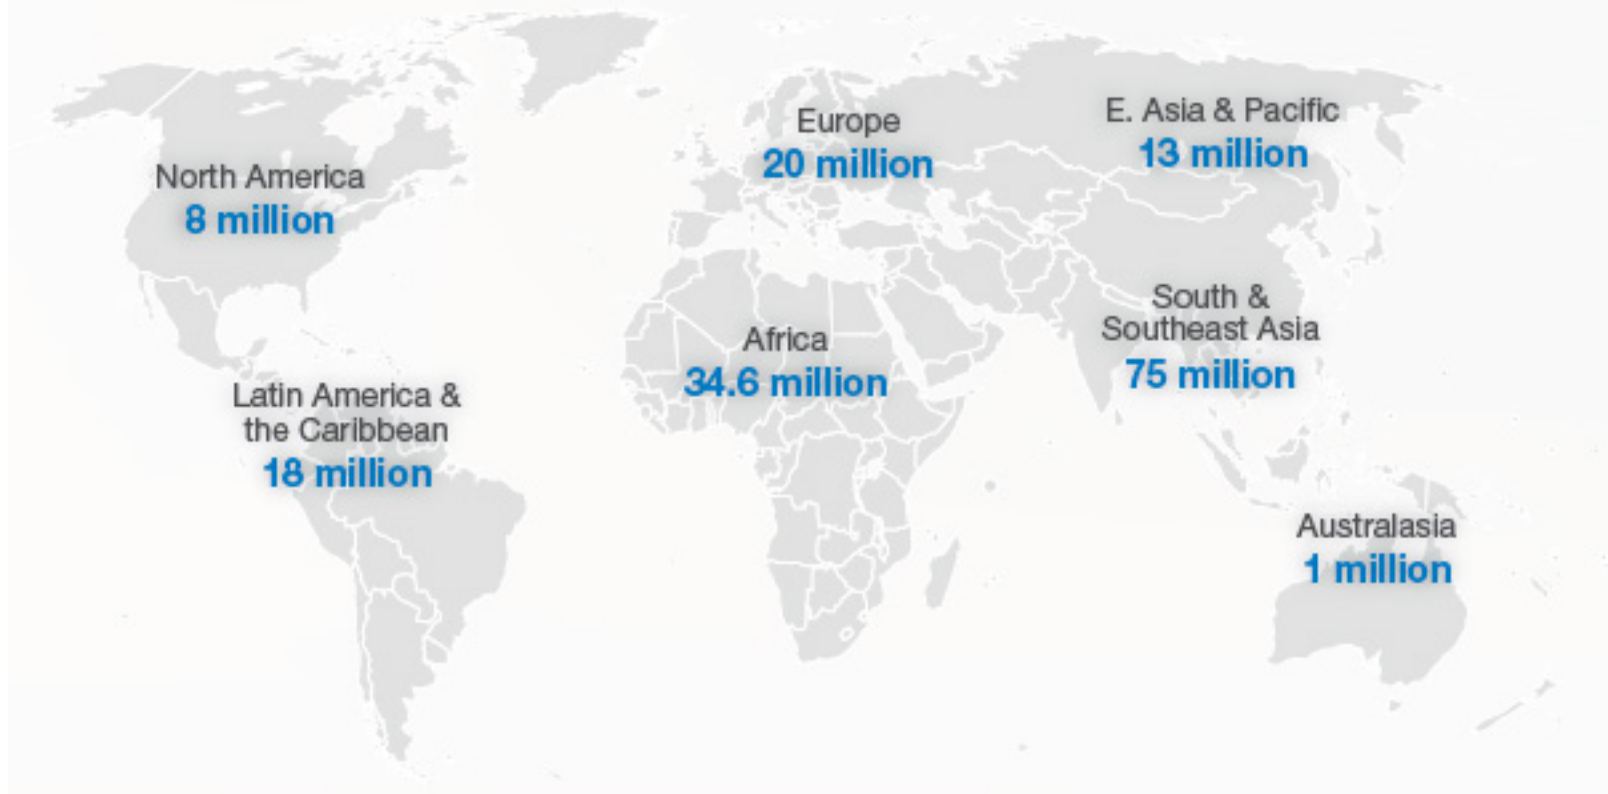 North America
8 million
Latin America &
the Caribbean
18 million
Europe
20 million
Africa
34.6 million
E. Asia & Pacific
13 million
South &
Southeast Asia
75 million
Australasia
1 million